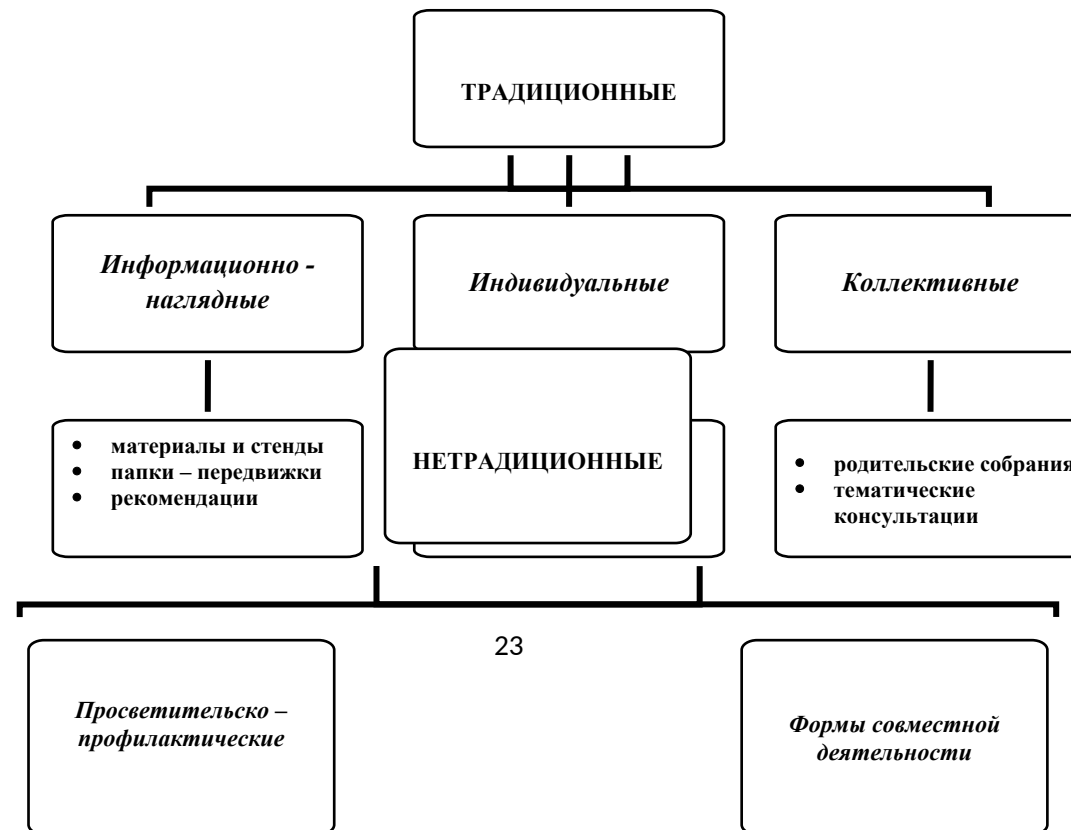 ТРАДИЦИОННЫЕ
Информационно -
наглядные
Индивидуальные
Коллективные
• материалы и стенды
• папки – передвижки
• рекомендации
НЕТРАДИЦИОННЫЕ
• родительские собрания
• тематические
консультации
23
Просветительско –
профилактические
Формы совместной
деятельности